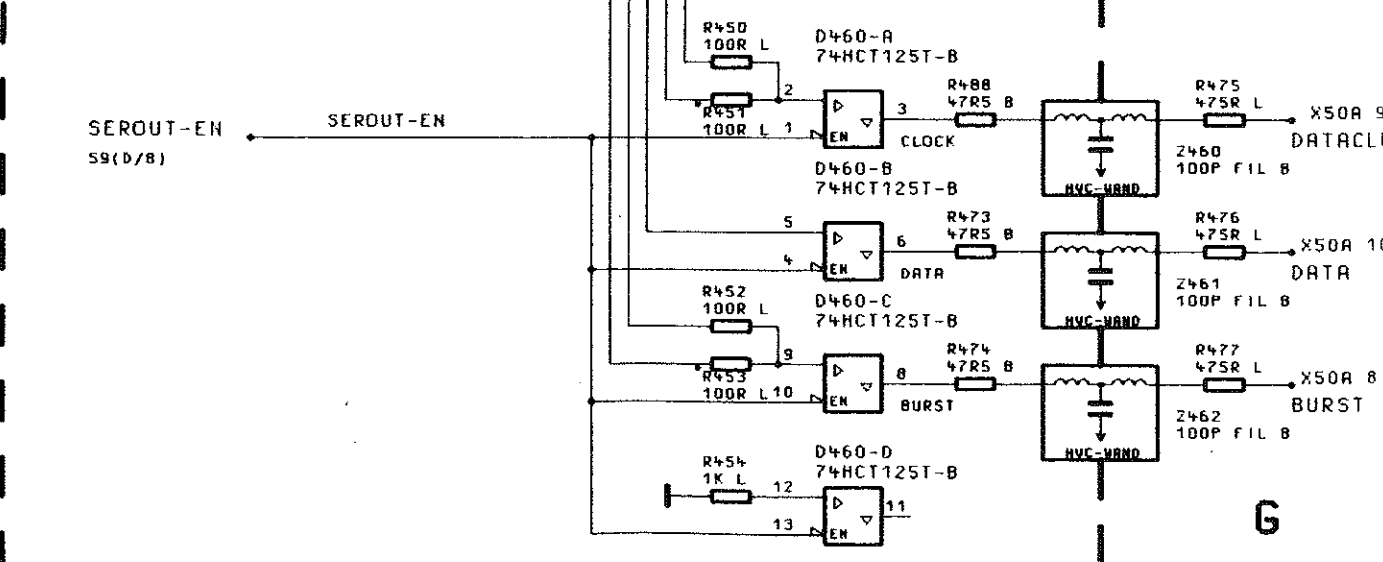 R450
100R L
D460-A
74HCT125T-B
2
R451
100R L
1
EN
3
CLOCK
R488
47R5 B
R475
475R L
X50A 9
DATACL
Z460
100P FIL B
HVC-WAND
SEROUT-EN
S9(D/8)
SEROUT-EN
D460-B
74HCT125T-B
5
4
EN
6
DATA
R473
47R5 B
R476
475R L
X50A 10
DATA
Z461
100P FIL B
HVC-WAND
R452
100R L
D460-C
74HCT125T-B
9
R453
100R L
10
EN
8
BURST
R474
47R5 B
R477
475R L
X50A 8
BURST
Z462
100P FIL B
HVC-WAND
R454
1K L
D460-D
74HCT125T-B
12
13
EN
11
G